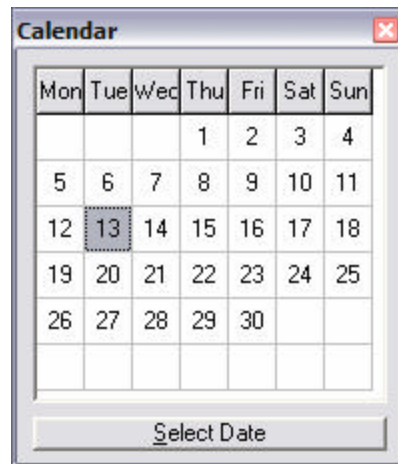 Calendar
Mon Tue Wed Thu Fri Sat Sun
1 2 3 4
5 6 7 8 9 10 11
12 13 14 15 16 17 18
19 20 21 22 23 24 25
26 27 28 29 30
Select Date